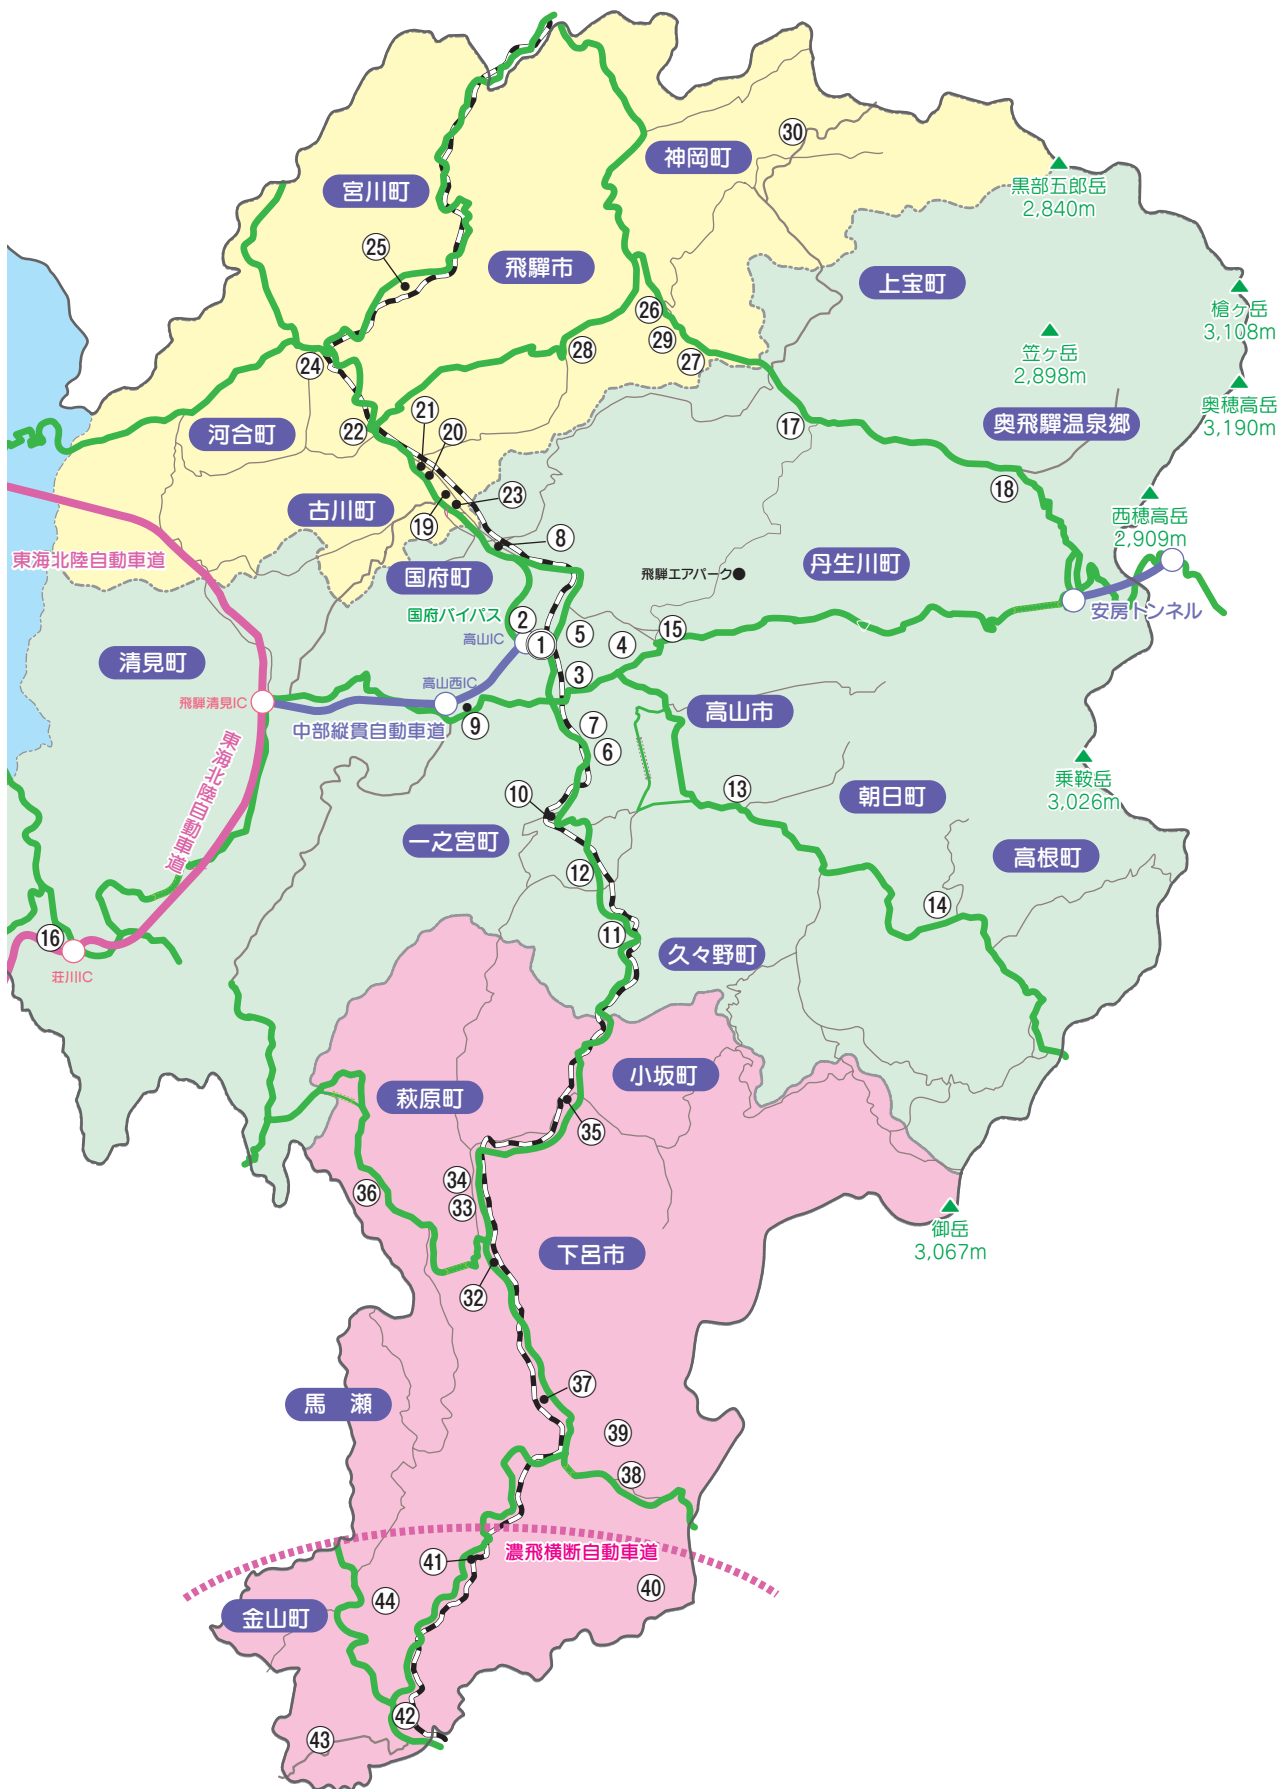 ㉚
神岡町
黒部五郎岳
2,840m
宮川町
㉕
飛騨市
上宝町
槍ヶ岳
3,108m
㉖
㉙
㉗
笠ヶ岳
2,898m
㉘
㉔
奥穂高岳
3,190m
河合町
㉒
㉑
⑳
⑰
奥飛騨温泉郷
⑱
古川町
⑲
㉓
西穂高岳
2,909m
東海北陸自動車道
⑧
国府町
飛騨エアパーク
丹生川町
国府バイパス
②
高山IC
①
⑤
④
⑮
安房トンネル
清見町
高山西IC
③
飛騨清見IC
中部縦貫自動車道
⑨
高山市
⑦
⑥
東海北陸自動車道
乗鞍岳
3,026m
⑩
⑬
朝日町
一之宮町
高根町
⑫
⑭
⑯
⑪
久々野町
荘川IC
小坂町
萩原町
㉟
㉞
㉝
㊱
御岳
3,067m
下呂市
㉜
㊲
馬 瀬
㊴
㊳
濃飛横断自動車道
㊶
㊵
㊹
金山町
㊷
㊸